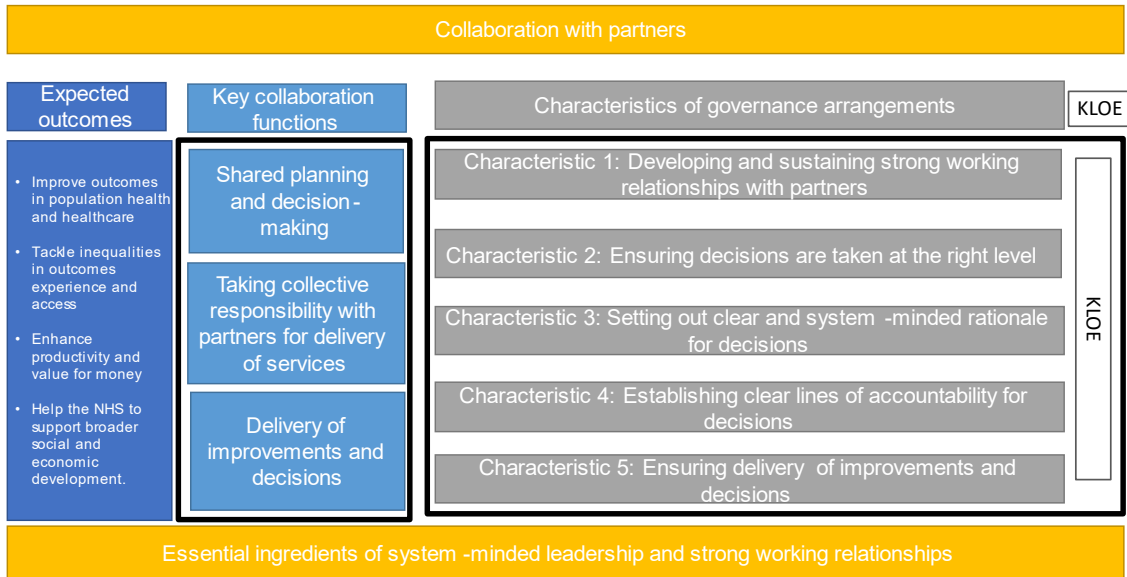 Collaboration with partners
Expected
outcomes
Key collaboration
functions
Characteristics of governance arrangements
KLOE
• Improve outcomes
in population health
and healthcare
• Tackle inequalities
in outcomes
experience and
access
• Enhance
productivity and
value for money
• Help the NHS to
support broader
social and
economic
development.
Shared planning
and decision-
making
Taking collective
responsibility with
partners for delivery
of services
Delivery of
improvements and
decisions
Characteristic 1: Developing and sustaining strong working
relationships with partners
Characteristic 2: Ensuring decisions are taken at the right level
Characteristic 3: Setting out clear and system -minded rationale
for decisions
Characteristic 4: Establishing clear lines of accountability for
decisions
Characteristic 5: Ensuring delivery of improvements and
decisions
KLOE
Essential ingredients of system -minded leadership and strong working relationships